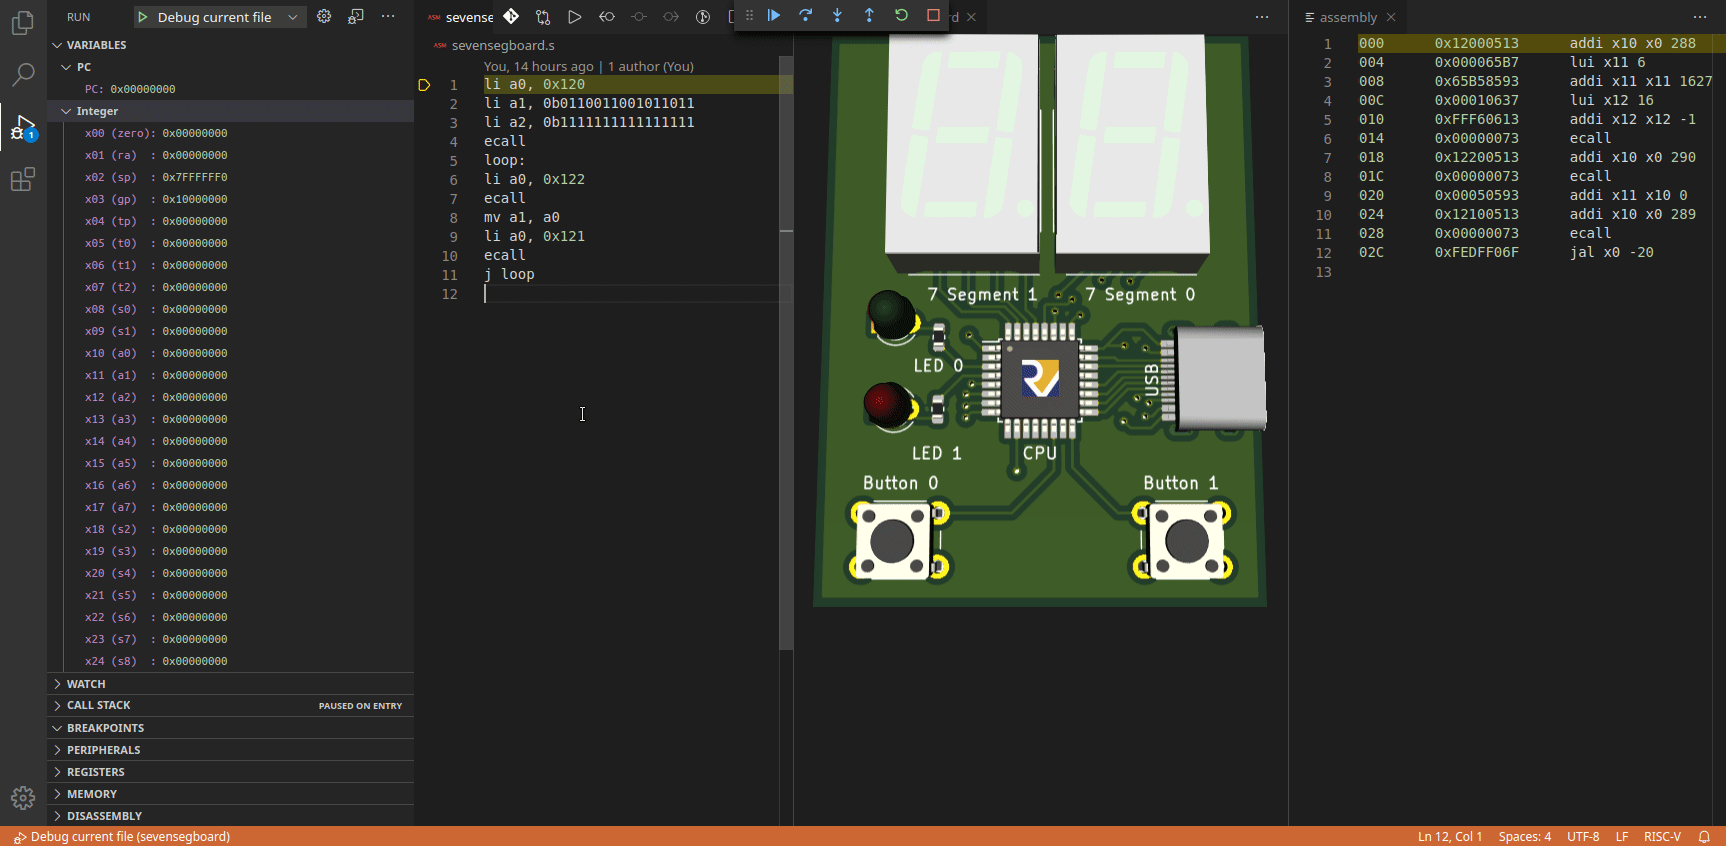 RUN
Debug current file
VARIABLES
PC
PC: 0x00000000
Integer
x00 (zero): 0x00000000
x01 (ra) : 0x00000000
x02 (sp) : 0x7FFFFFF0
x03 (gp) : 0x10000000
x04 (tp) : 0x00000000
x05 (t0) : 0x00000000
x06 (t1) : 0x00000000
x07 (t2) : 0x00000000
x08 (s0) : 0x00000000
x09 (s1) : 0x00000000
x10 (a0) : 0x00000000
x11 (a1) : 0x00000000
x12 (a2) : 0x00000000
x13 (a3) : 0x00000000
x14 (a4) : 0x00000000
x15 (a5) : 0x00000000
x16 (a6) : 0x00000000
x17 (a7) : 0x00000000
x18 (s2) : 0x00000000
x19 (s3) : 0x00000000
x20 (s4) : 0x00000000
x21 (s5) : 0x00000000
x22 (s6) : 0x00000000
x23 (s7) : 0x00000000
x24 (s8) : 0x00000000
WATCH
CALL STACK PAUSED ON ENTRY
BREAKPOINTS
PERIPHERALS
REGISTERS
MEMORY
DISASSEMBLY
1
ASM sevense
rd
ASM sevensegboard.s
You, 14 hours ago | 1 author (You)
1 li a0, 0x120
2 li a1, 0b0110011001011011
3 li a2, 0b1111111111111111
4 ecall
5 loop:
6 li a0, 0x122
7 ecall
8 mv a1, a0
9 li a0, 0x121
10 ecall
11 j loop
12
7 Segment 1 7 Segment 0
LED 0
USB
LED 1
CPU
Button 0
Button 1
RV
assembly
1 000 0x12000513 addi x10 x0 288
2 004 0x000065B7 lui x11 6
3 008 0x65B58593 addi x11 x11 1627
4 00C 0x00010637 lui x12 16
5 010 0xFFF60613 addi x12 x12 -1
6 014 0x00000073 ecall
7 018 0x12200513 addi x10 x0 290
8 01C 0x00000073 ecall
9 020 0x00050593 addi x11 x10 0
10 024 0x12100513 addi x10 x0 289
11 028 0x00000073 ecall
12 02C 0xFEDFF06F jal x0 -20
13
Debug current file (sevensegboard)
Ln 12, Col 1 Spaces: 4 UTF-8 LF RISC-V